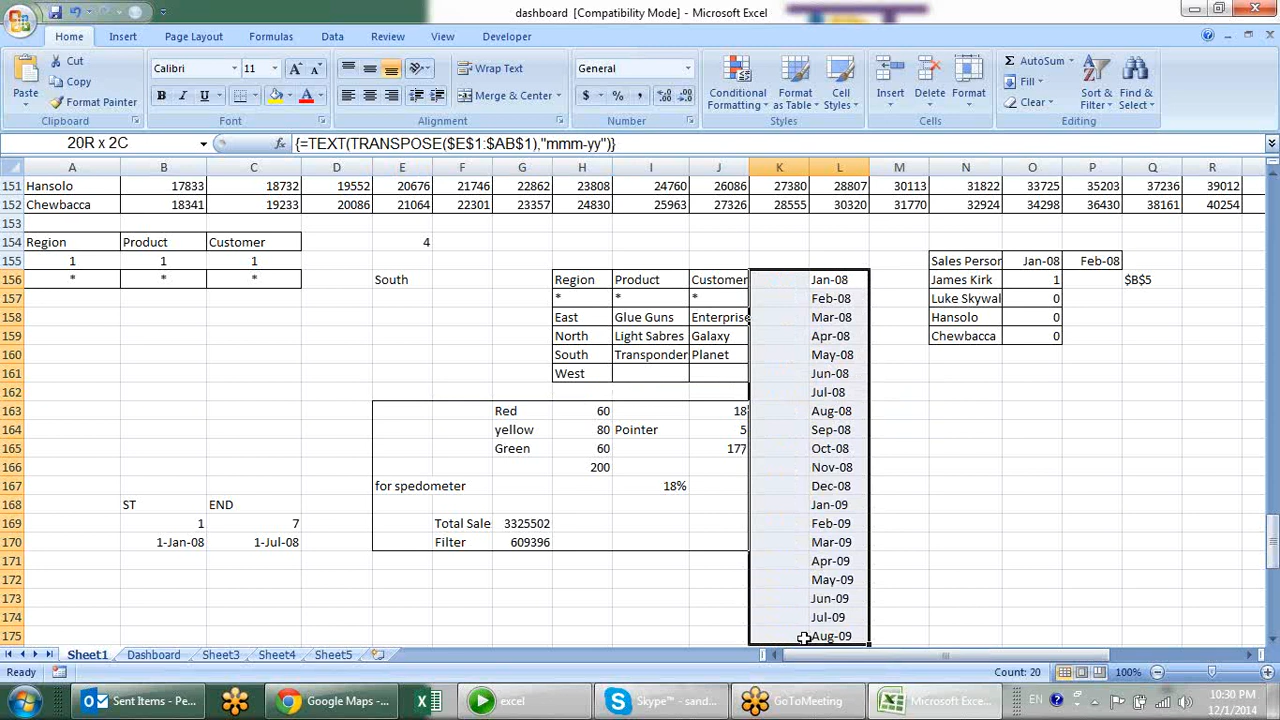 dashboard [Compatibility Mode] - Microsoft Excel
Home Insert Page Layout Formulas Data Review View Developer
Paste Cut Copy Format Painter Clipboard
Calibri 11 B I U Font
Wrap Text Merge & Center Alignment
General $ % , Number
Conditional Formatting Format as Table Cell Styles Styles
Insert Delete Format Cells
AutoSum Fill Clear Sort & Filter Find & Select Editing
20R x 2C fx {=TEXT(TRANSPOSE($E$1:$AB$1),"mmm-yy")}
A B C D E F G H I J K L M N O P Q R
151 Hansolo 17833 18732 19552 20676 21746 22862 23808 24760 26086 27380 28807 30113 31822 33725 35203 37236 39012
152 Chewbacca 18341 19233 20086 21064 22301 23357 24830 25963 27326 28555 30320 31770 32924 34298 36430 38161 40254
153
154 Region Product Customer 4
155 1 1 1 Sales Person Jan-08 Feb-08
156 * * * South Region Product Customer Jan-08 James Kirk 1 $B$5
157 * * * Feb-08 Luke Skywal 0
158 East Glue Guns Enterprise Mar-08 Hansolo 0
159 North Light Sabres Galaxy Apr-08 Chewbacca 0
160 South Transponder Planet May-08
161 West Jun-08
162 Jul-08
163 Red 60 18 Aug-08
164 yellow 80 Pointer 5 Sep-08
165 Green 60 177 Oct-08
166 200 Nov-08
167 for spedometer 18% Dec-08
168 ST END Jan-09
169 1 7 Total Sale 3325502 Feb-09
170 1-Jan-08 1-Jul-08 Filter 609396 Mar-09
171 Apr-09
172 May-09
173 Jun-09
174 Jul-09
175 Aug-09
Sheet1 Dashboard Sheet3 Sheet4 Sheet5
Ready Count: 20 100%
Sent Items - Pe... Google Maps - ... excel Skype™ - sand... GoToMeeting Microsoft Exce... EN 10:30 PM
12/1/2014